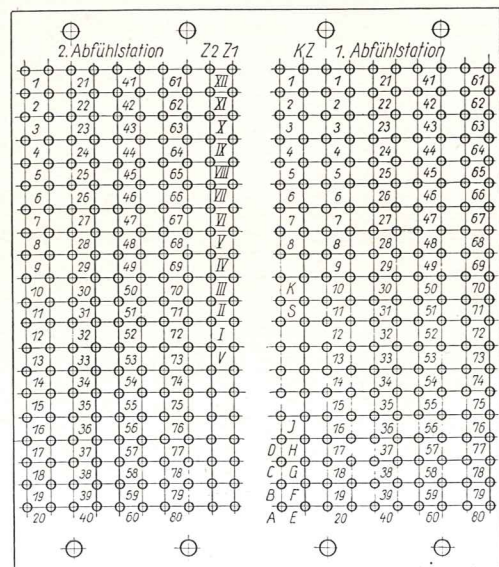 2. Abfühlstation Z2 Z1 KZ 1. Abfühlstation
1 21 41 61 XII 1 1 21 41 61
2 22 42 62 XI 2 2 22 42 62
3 23 43 63 X 3 3 23 43 63
4 24 44 64 IX 4 4 24 44 64
5 25 45 65 VIII 5 5 25 45 65
6 26 46 66 VII 6 6 26 46 66
7 27 47 67 VI 7 7 27 47 67
8 28 48 68 V 8 8 28 48 68
9 29 49 69 IV 9 29 49 69
10 30 50 70 III K 10 30 50 70
11 31 51 71 II S 11 31 51 71
12 32 52 72 I 12 32 52 72
13 33 53 73 V 13 33 53 73
14 34 54 74 14 34 54 74
15 35 55 75 15 35 55 75
16 36 56 76 J 16 36 56 76
17 37 57 77 D H 17 37 57 77
18 38 58 78 C G 18 38 58 78
19 39 59 79 B F 19 39 59 79
20 40 60 80 A E 20 40 60 80